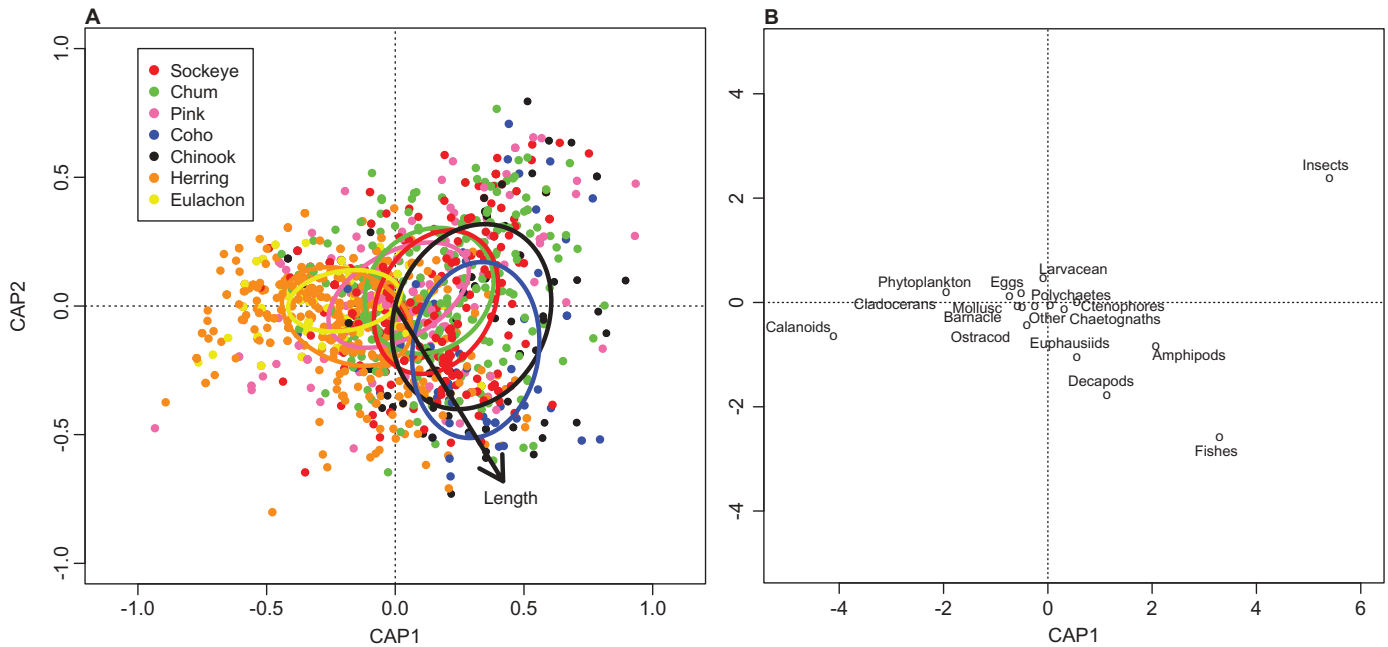 A
Sockeye
Chum
Pink
Coho
Chinook
Herring
Eulachon
Length
1.0
0.5
0.0
-0.5
-1.0
CAP2
-1.0
-0.5
0.0
0.5
1.0
CAP1
B
Insects
Larvacean
Phytoplankton
Eggs
Polychaetes
Cladocerans
Mollusc
Ctenophores
Barnacle
Other
Chaetognaths
Calanoids
Ostracod
Euphausiids
Amphipods
Decapods
Fishes
4
2
0
-2
-4
-4
-2
0
2
4
6
CAP1